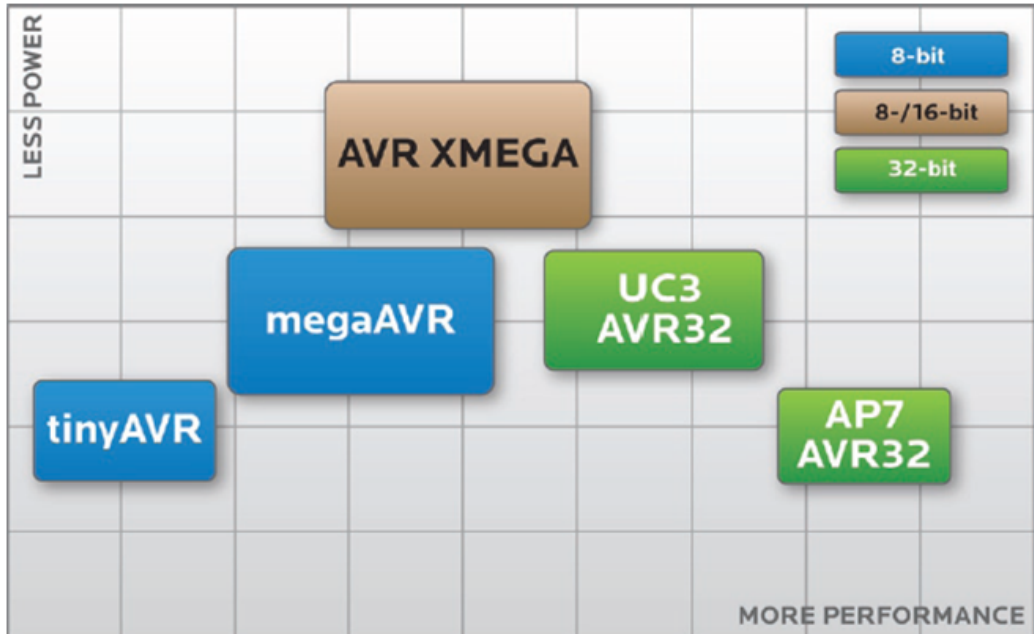 LESS POWER
8-bit
8-/16-bit
32-bit
AVR XMEGA
megaAVR
UC3
AVR32
tinyAVR
AP7
AVR32
MORE PERFORMANCE